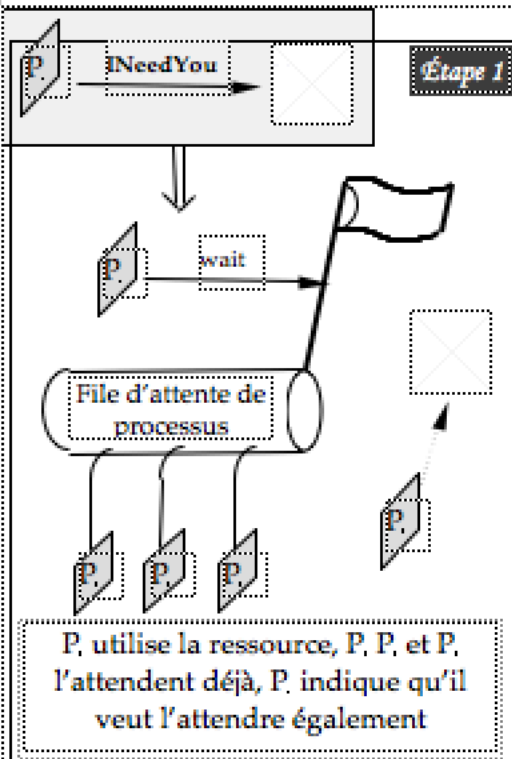 P.
INeedYou
Étape 1
P.
wait
File d'attente de
processus
P.
P. P. P.
P. utilise la ressource, P. P. et P.
l'attendent déjà, P. indique qu'il
veut l'attendre également